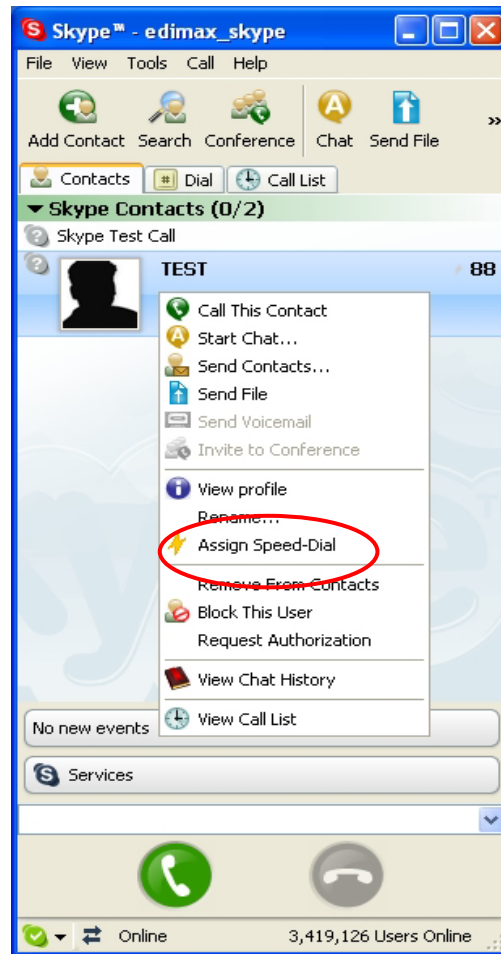 Skype™ - edimax_skype
File View Tools Call Help
Add Contact Search Conference Chat Send File »
Contacts # Dial Call List
Skype Contacts (0/2)
Skype Test Call
TEST 88
Call This Contact
Start Chat...
Send Contacts...
Send File
Send Voicemail
Invite to Conference
View profile
Rename...
Assign Speed-Dial
Remove From Contacts
Block This User
Request Authorization
View Chat History
View Call List
No new events
Services
Online 3,419,126 Users Online